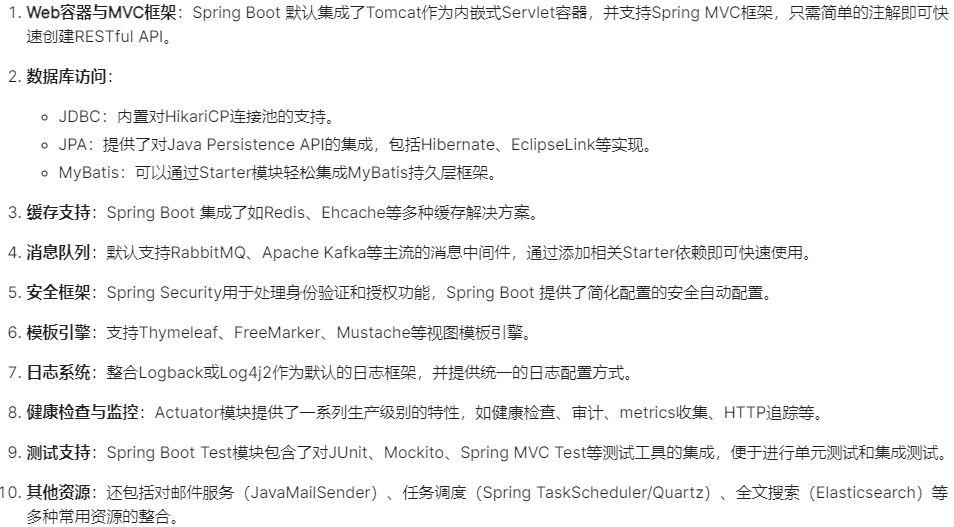 1. Web容器与MVC框架：Spring Boot 默认集成了Tomcat作为内嵌式Servlet容器，并支持Spring MVC框架，只需简单的注解即可快
速创建RESTful API。
2. 数据库访问：
◦ JDBC：内置对HikariCP连接池的支持。
◦ JPA：提供了对Java Persistence API的集成，包括Hibernate、EclipseLink等实现。
◦ MyBatis：可以通过Starter模块轻松集成MyBatis持久层框架。
3. 缓存支持：Spring Boot 集成了如Redis、Ehcache等多种缓存解决方案。
4. 消息队列：默认支持RabbitMQ、Apache Kafka等主流的消息中间件，通过添加相关Starter依赖即可快速使用。
5. 安全框架：Spring Security用于处理身份验证和授权功能，Spring Boot 提供了简化配置的安全自动配置。
6. 模板引擎：支持Thymeleaf、FreeMarker、Mustache等视图模板引擎。
7. 日志系统：整合Logback或Log4j2作为默认的日志框架，并提供统一的日志配置方式。
8. 健康检查与监控：Actuator模块提供了一系列生产级别的特性，如健康检查、审计、metrics收集、HTTP追踪等。
9. 测试支持：Spring Boot Test模块包含了对JUnit、Mockito、Spring MVC Test等测试工具的集成，便于进行单元测试和集成测试。
10. 其他资源：还包括对邮件服务（JavaMailSender）、任务调度（Spring TaskScheduler/Quartz）、全文搜索（Elasticsearch）等
多种常用资源的整合。